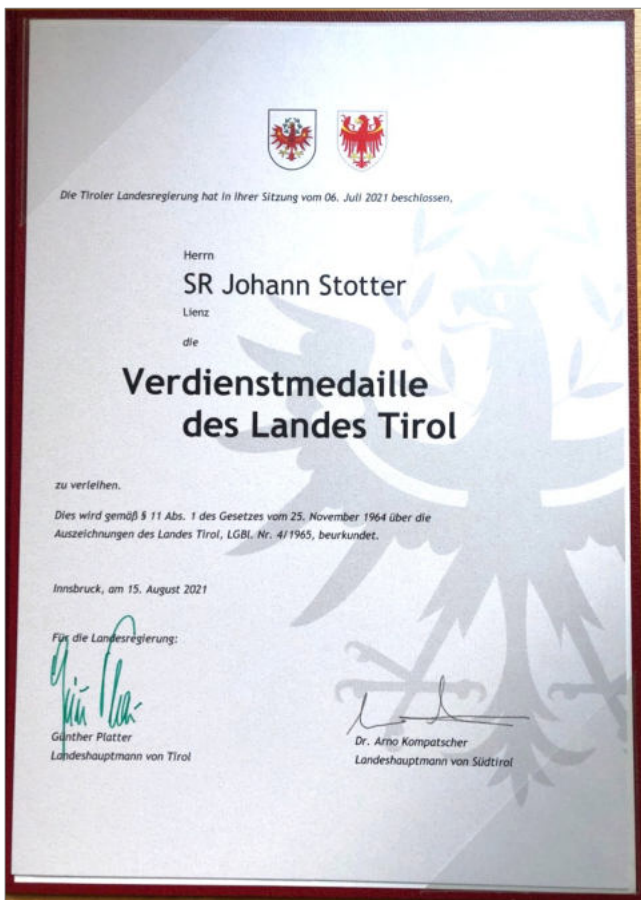 Die Tiroler Landesregierung hat in ihrer Sitzung vom 06. Juli 2021 beschlossen,
Herrn
SR Johann Stotter
Lienz
die
Verdienstmedaille
des Landes Tirol
zu verleihen.
Dies wird gemäß § 11 Abs. 1 des Gesetzes vom 25. November 1964 über die
Auszeichnungen des Landes Tirol, LGBl. Nr. 4/1965, beurkundet.
Innsbruck, am 15. August 2021
Für die Landesregierung:
Günther Platter
Landeshauptmann von Tirol
Dr. Arno Kompatscher
Landeshauptmann von Südtirol